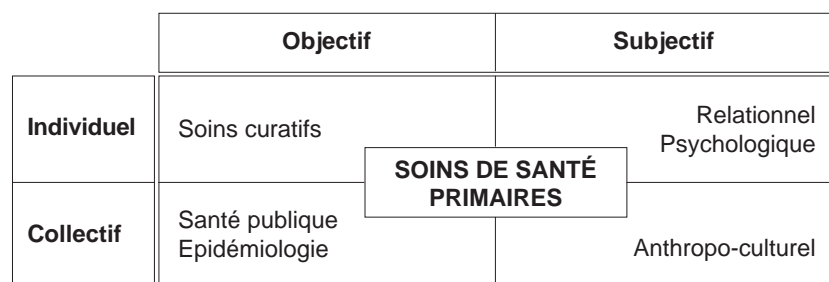 Objectif
Subjectif
Individuel
Soins curatifs
Relationnel
Psychologique
SOINS DE SANTÉ
PRIMAIRES
Collectif
Santé publique
Epidémiologie
Anthropo-culturel